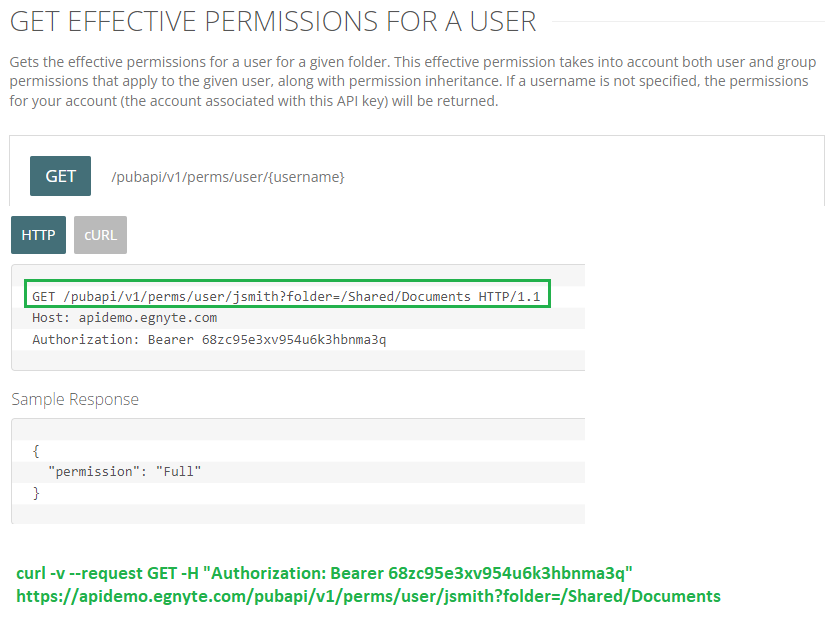 GET EFFECTIVE PERMISSIONS FOR A USER
Gets the effective permissions for a user for a given folder. This effective permission takes into account both user and group
permissions that apply to the given user, along with permission inheritance. If a username is not specified, the permissions
for your account (the account associated with this API key) will be returned.
GET /pubapi/v1/perms/user/{username}
HTTP cURL
GET /pubapi/v1/perms/user/jsmith?folder=/Shared/Documents HTTP/1.1
Host: apidemo.egnyte.com
Authorization: Bearer 68zc95e3xv954u6k3hbnma3q
Sample Response
{
"permission": "Full"
}
curl -v --request GET -H "Authorization: Bearer 68zc95e3xv954u6k3hbnma3q"
https://apidemo.egnyte.com/pubapi/v1/perms/user/jsmith?folder=/Shared/Documents